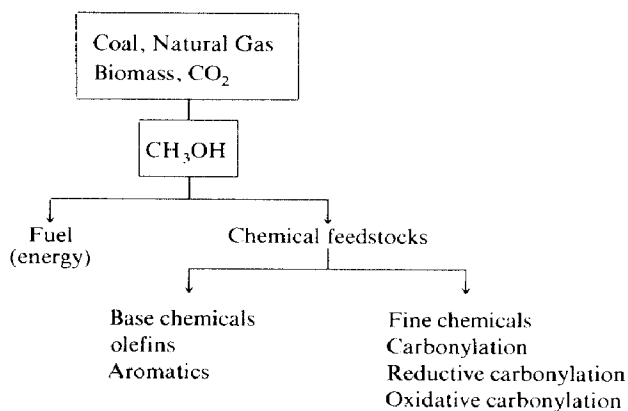 Coal, Natural Gas
Biomass, CO₂
CH₃OH
Fuel
(energy)
Chemical feedstocks
Base chemicals
olefins
Aromatics
Fine chemicals
Carbonylation
Reductive carbonylation
Oxidative carbonylation